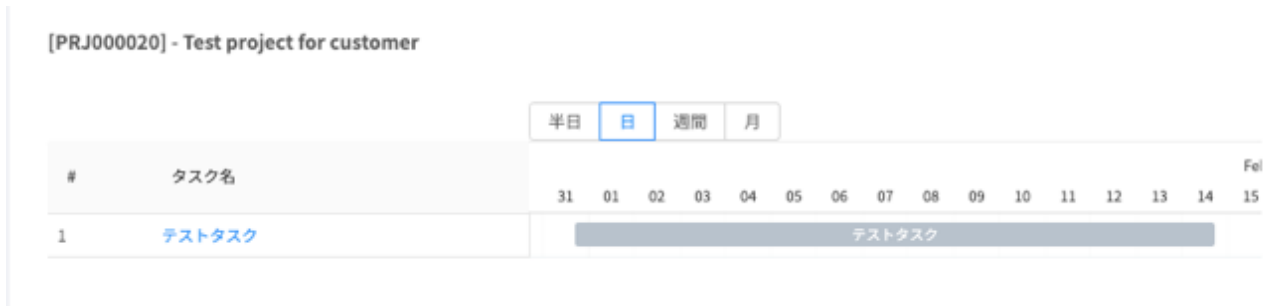 [PRJ000020] - Test project for customer
半日 日 週間 月
# タスク名
Fel
31 01 02 03 04 05 06 07 08 09 10 11 12 13 14 15
1 テストタスク テストタスク